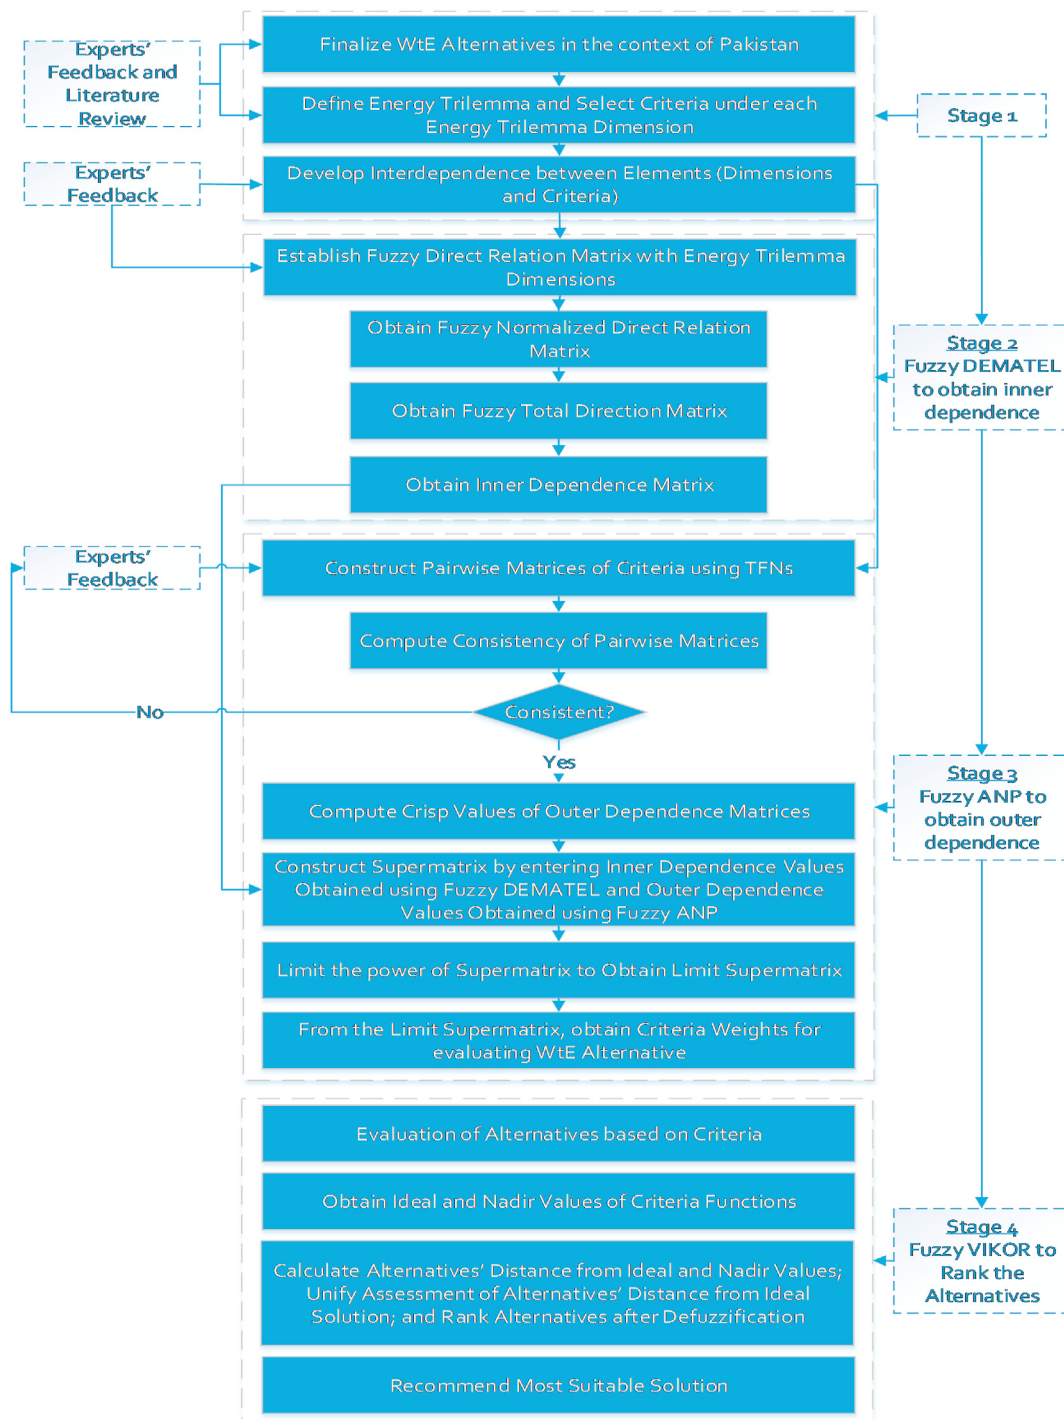 Experts'
Feedback and
Literature
Review
Finalize WtE Alternatives in the context of Pakistan
Define Energy Trilemma and Select Criteria under each
Energy Trilemma Dimension
Stage 1
Experts'
Feedback
Develop Interdependence between Elements (Dimensions
and Criteria)
Establish Fuzzy Direct Relation Matrix with Energy Trilemma
Dimensions
Obtain Fuzzy Normalized Direct Relation
Matrix
Obtain Fuzzy Total Direction Matrix
Obtain Inner Dependence Matrix
Stage 2
Fuzzy DEMATEL
to obtain inner
dependence
Experts'
Feedback
Construct Pairwise Matrices of Criteria using TFNs
Compute Consistency of Pairwise Matrices
Consistent?
No
Yes
Compute Crisp Values of Outer Dependence Matrices
Construct Supermatrix by entering Inner Dependence Values
Obtained using Fuzzy DEMATEL and Outer Dependence
Values Obtained using Fuzzy ANP
Limit the power of Supermatrix to Obtain Limit Supermatrix
From the Limit Supermatrix, obtain Criteria Weights for
evaluating WtE Alternative
Stage 3
Fuzzy ANP to
obtain outer
dependence
Evaluation of Alternatives based on Criteria
Obtain Ideal and Nadir Values of Criteria Functions
Calculate Alternatives' Distance from Ideal and Nadir Values;
Unify Assessment of Alternatives' Distance from Ideal
Solution; and Rank Alternatives after Defuzzification
Recommend Most Suitable Solution
Stage 4
Fuzzy VIKOR to
Rank the
Alternatives